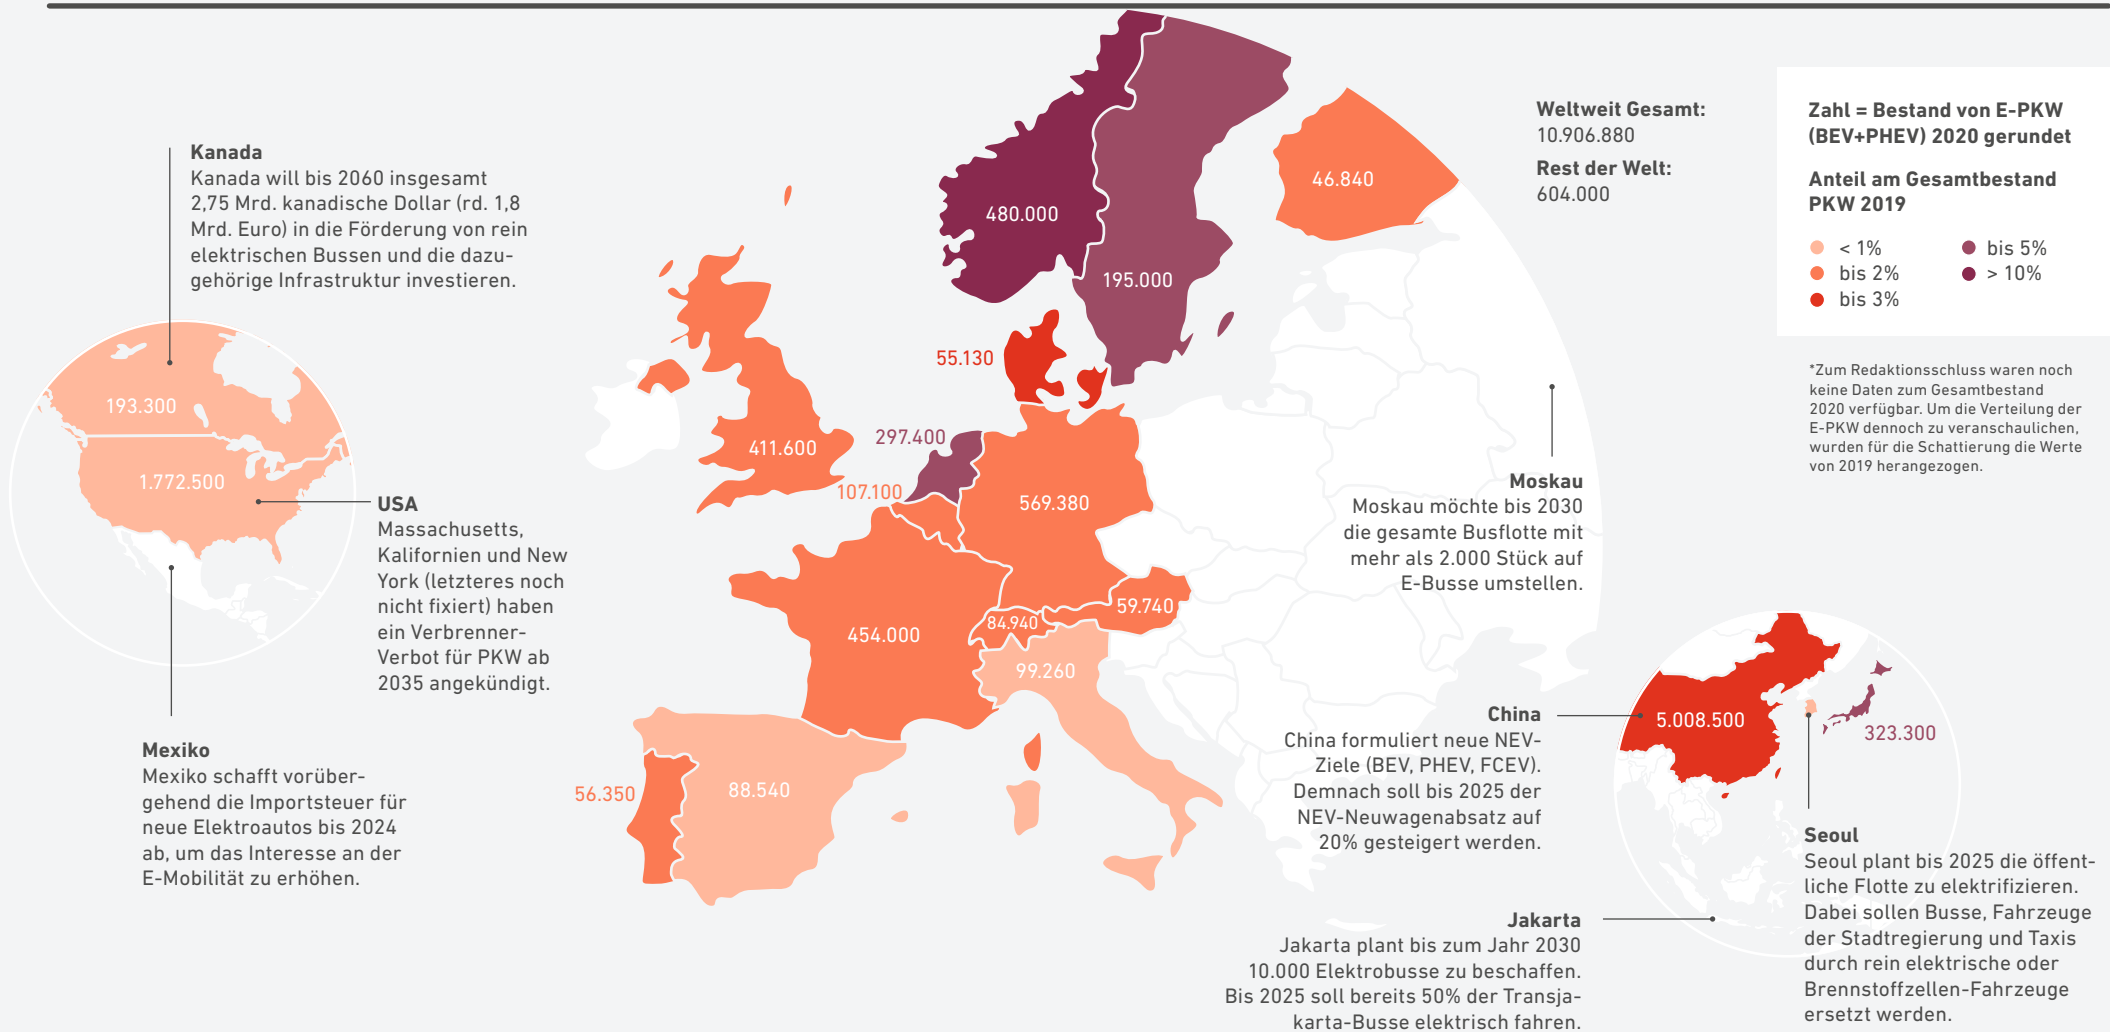 Kanada
Kanada will bis 2060 insgesamt
2,75 Mrd. kanadische Dollar (rd. 1,8
Mrd. Euro) in die Förderung von rein
elektrischen Bussen und die dazu-
gehörige Infrastruktur investieren.
193.300
1.772.500
USA
Massachusetts,
Kalifornien und New
York (letzteres noch
nicht fixiert) haben
ein Verbrenner-
Verbot für PKW ab
2035 angekündigt.
Mexiko
Mexiko schafft vorüber-
gehend die Importsteuer für
neue Elektroautos bis 2024
ab, um das Interesse an der
E-Mobilität zu erhöhen.
480.000
195.000
46.840
55.130
411.600
297.400
107.100
569.380
59.740
84.940
454.000
99.260
56.350
88.540
Weltweit Gesamt:
10.906.880
Rest der Welt:
604.000
Zahl = Bestand von E-PKW
(BEV+PHEV) 2020 gerundet
Anteil am Gesamtbestand
PKW 2019
< 1%
bis 2%
bis 3%
bis 5%
> 10%
*Zum Redaktionsschluss waren noch
keine Daten zum Gesamtbestand
2020 verfügbar. Um die Verteilung der
E-PKW dennoch zu veranschaulichen,
wurden für die Schattierung die Werte
von 2019 herangezogen.
Moskau
Moskau möchte bis 2030
die gesamte Busflotte mit
mehr als 2.000 Stück auf
E-Busse umstellen.
China
China formuliert neue NEV-
Ziele (BEV, PHEV, FCEV).
Demnach soll bis 2025 der
NEV-Neuwagenabsatz auf
20% gesteigert werden.
5.008.500
323.300
Seoul
Seoul plant bis 2025 die öffent-
liche Flotte zu elektrifizieren.
Dabei sollen Busse, Fahrzeuge
der Stadtregierung und Taxis
durch rein elektrische oder
Brennstoffzellen-Fahrzeuge
ersetzt werden.
Jakarta
Jakarta plant bis zum Jahr 2030
10.000 Elektrobusse zu beschaffen.
Bis 2025 soll bereits 50% der Transja-
karta-Busse elektrisch fahren.